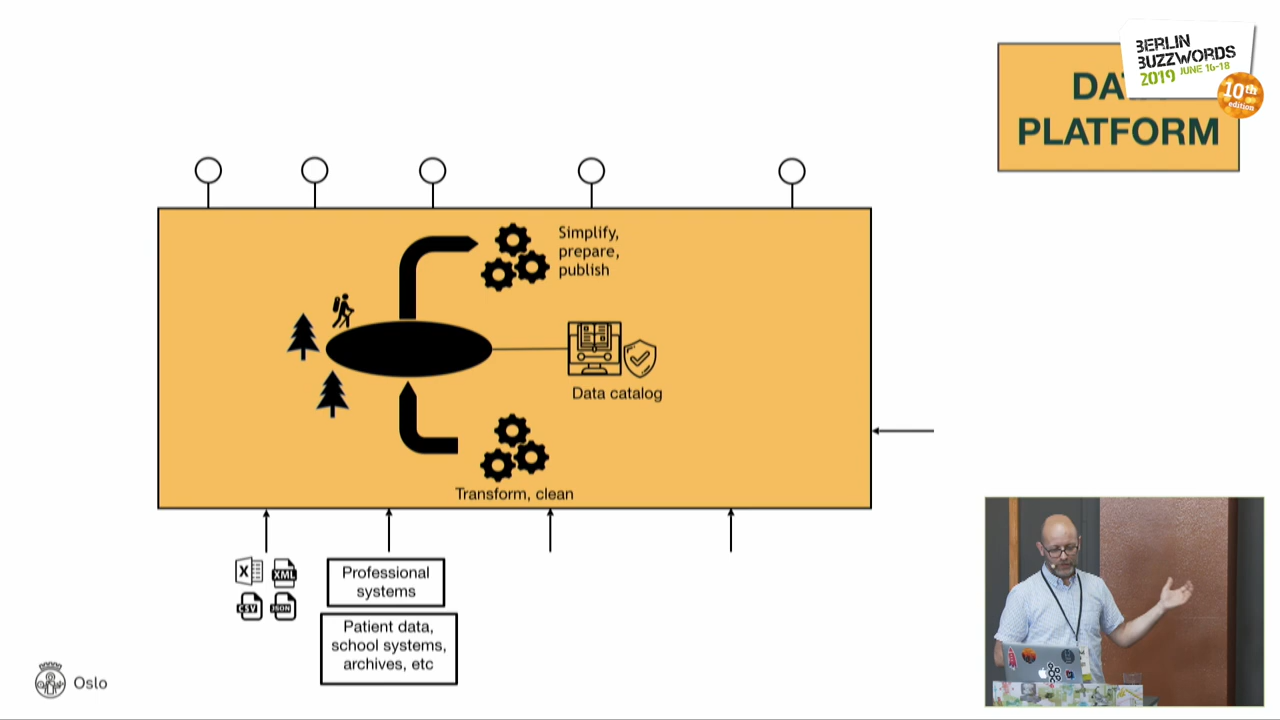 BERLIN
BUZZWORDS
2019 JUNE 16-18
10th
edition
PLATFORM
Simplify,
prepare,
publish
Data catalog
Transform, clean
X
XML
CSV
JSON
Professional
systems
Patient data,
school systems,
archives, etc
Oslo